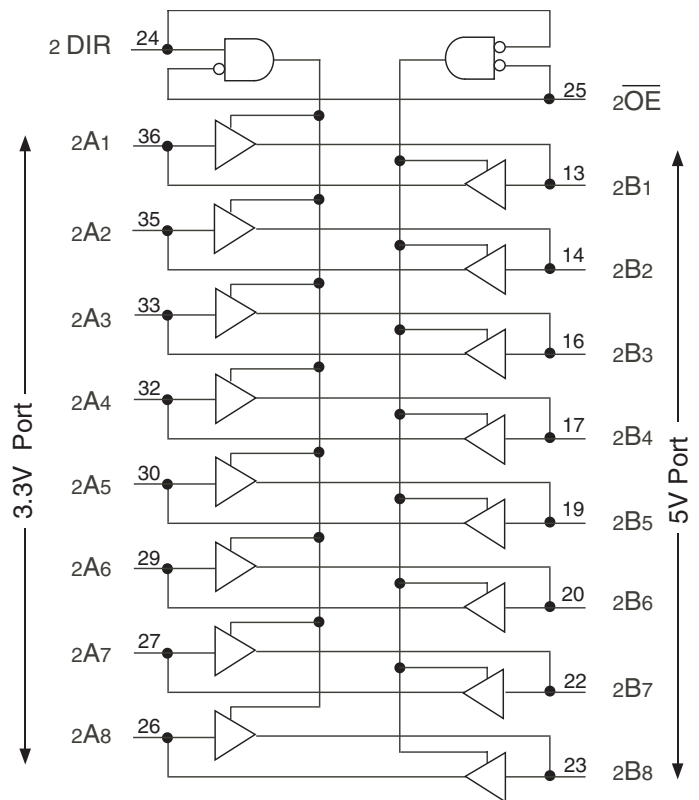 2 DIR 24
25 2OE
2A1 36
13 2B1
2A2 35
14 2B2
2A3 33
16 2B3
2A4 32
17 2B4
2A5 30
19 2B5
2A6 29
20 2B6
2A7 27
22 2B7
2A8 26
23 2B8
3.3V Port
5V Port